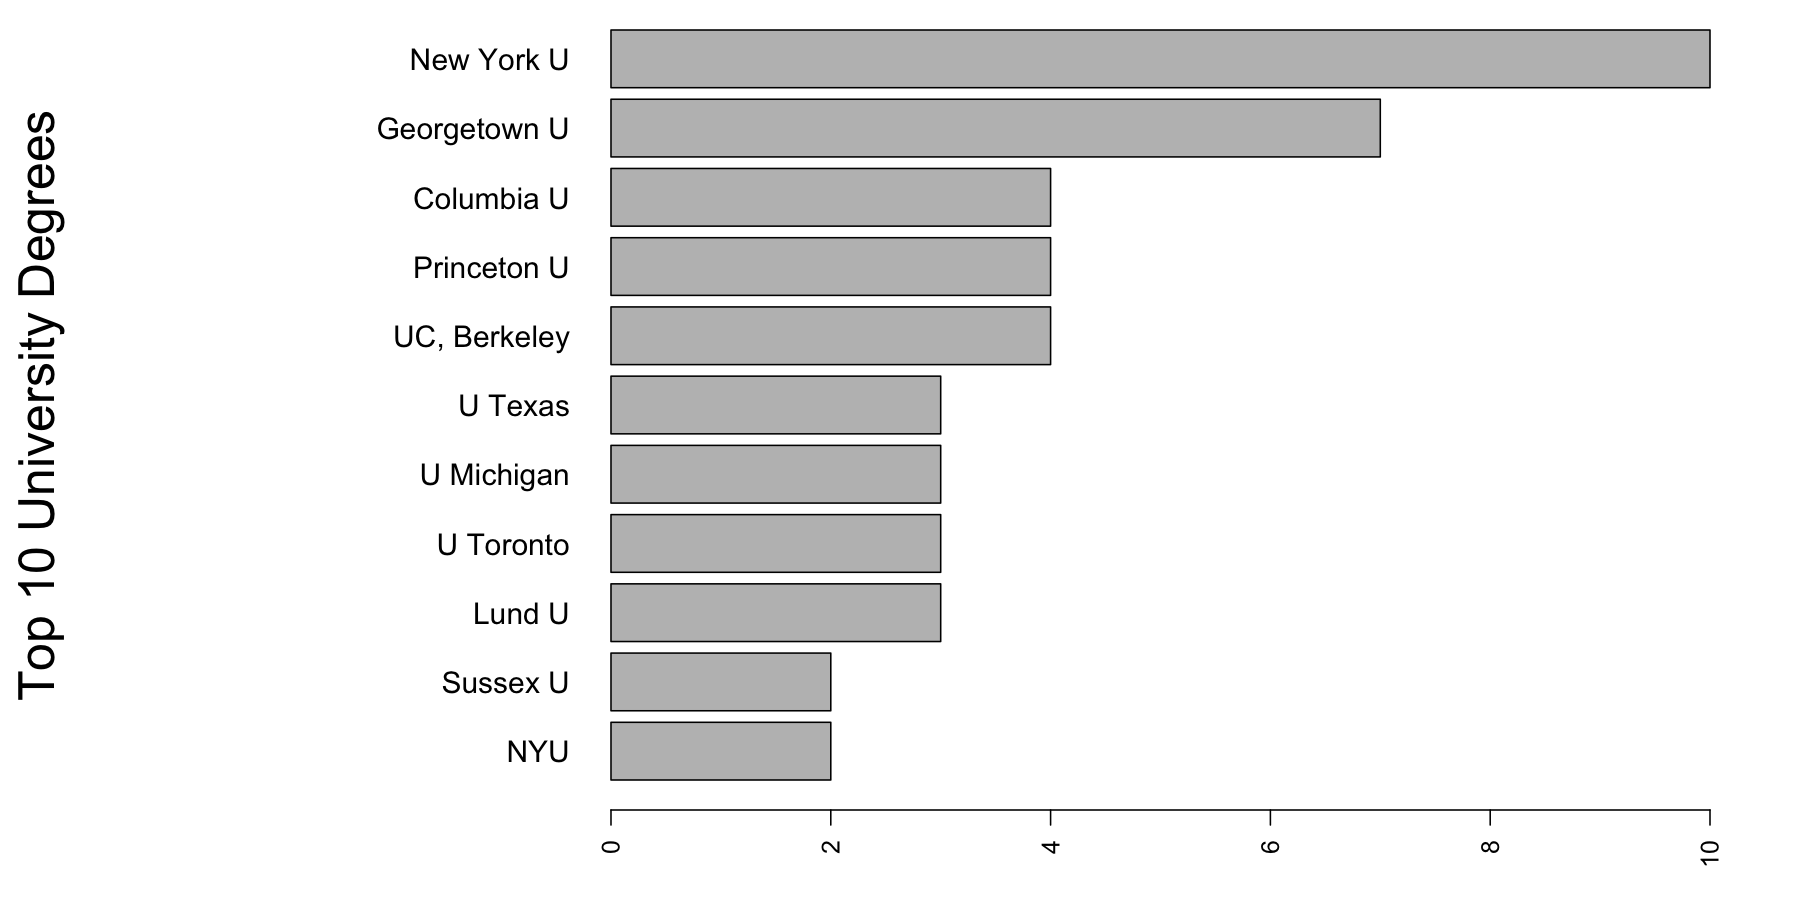 Top 10 University Degrees
New York U
Georgetown U
Columbia U
Princeton U
UC, Berkeley
U Texas
U Michigan
U Toronto
Lund U
Sussex U
NYU
0 2 4 6 8 10